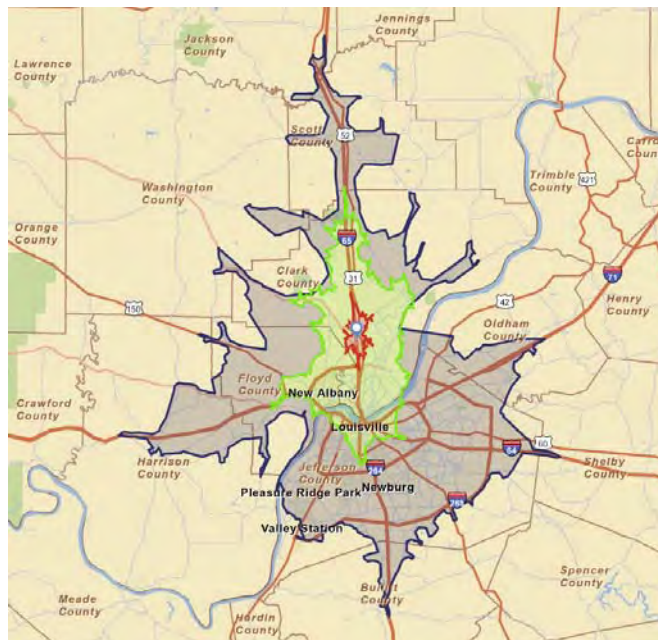 Jennings
County
Jackson
County
Lawrence
County
Scott
County
52
Carro
Coun
Trimble
County
421
Washington
County
Orange
County
65
Clark
County
31
71
Henry
County
42
150
Oldham
County
Floyd
County
New Albany
Crawford
County
Louisville
60
64
Harrison
County
Jefferson
County
264
Shelby
County
Newburg
Pleasure Ridge Park
265
Valley Station
Spencer
County
Meade
County
Bullitt
County
Hardin
County